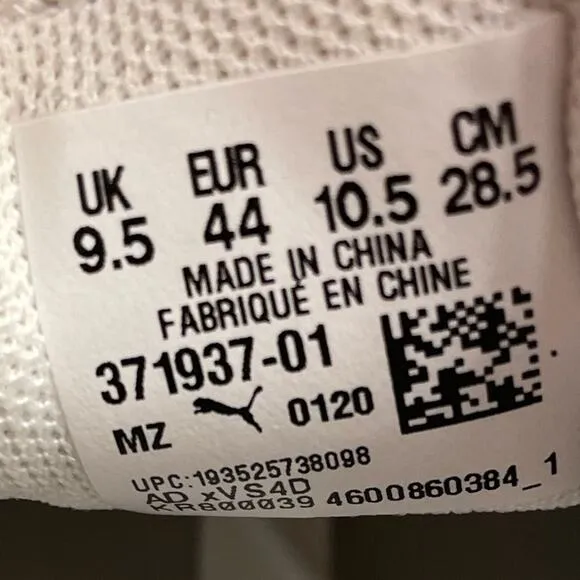 UK EUR US CM
9.5 44 10.5 28.5
MADE IN CHINA
FABRIQUÉ EN CHINE
371937-01
MZ 0120
UPC:193525738098
AD xVS4D
KR800039 4600860384_1